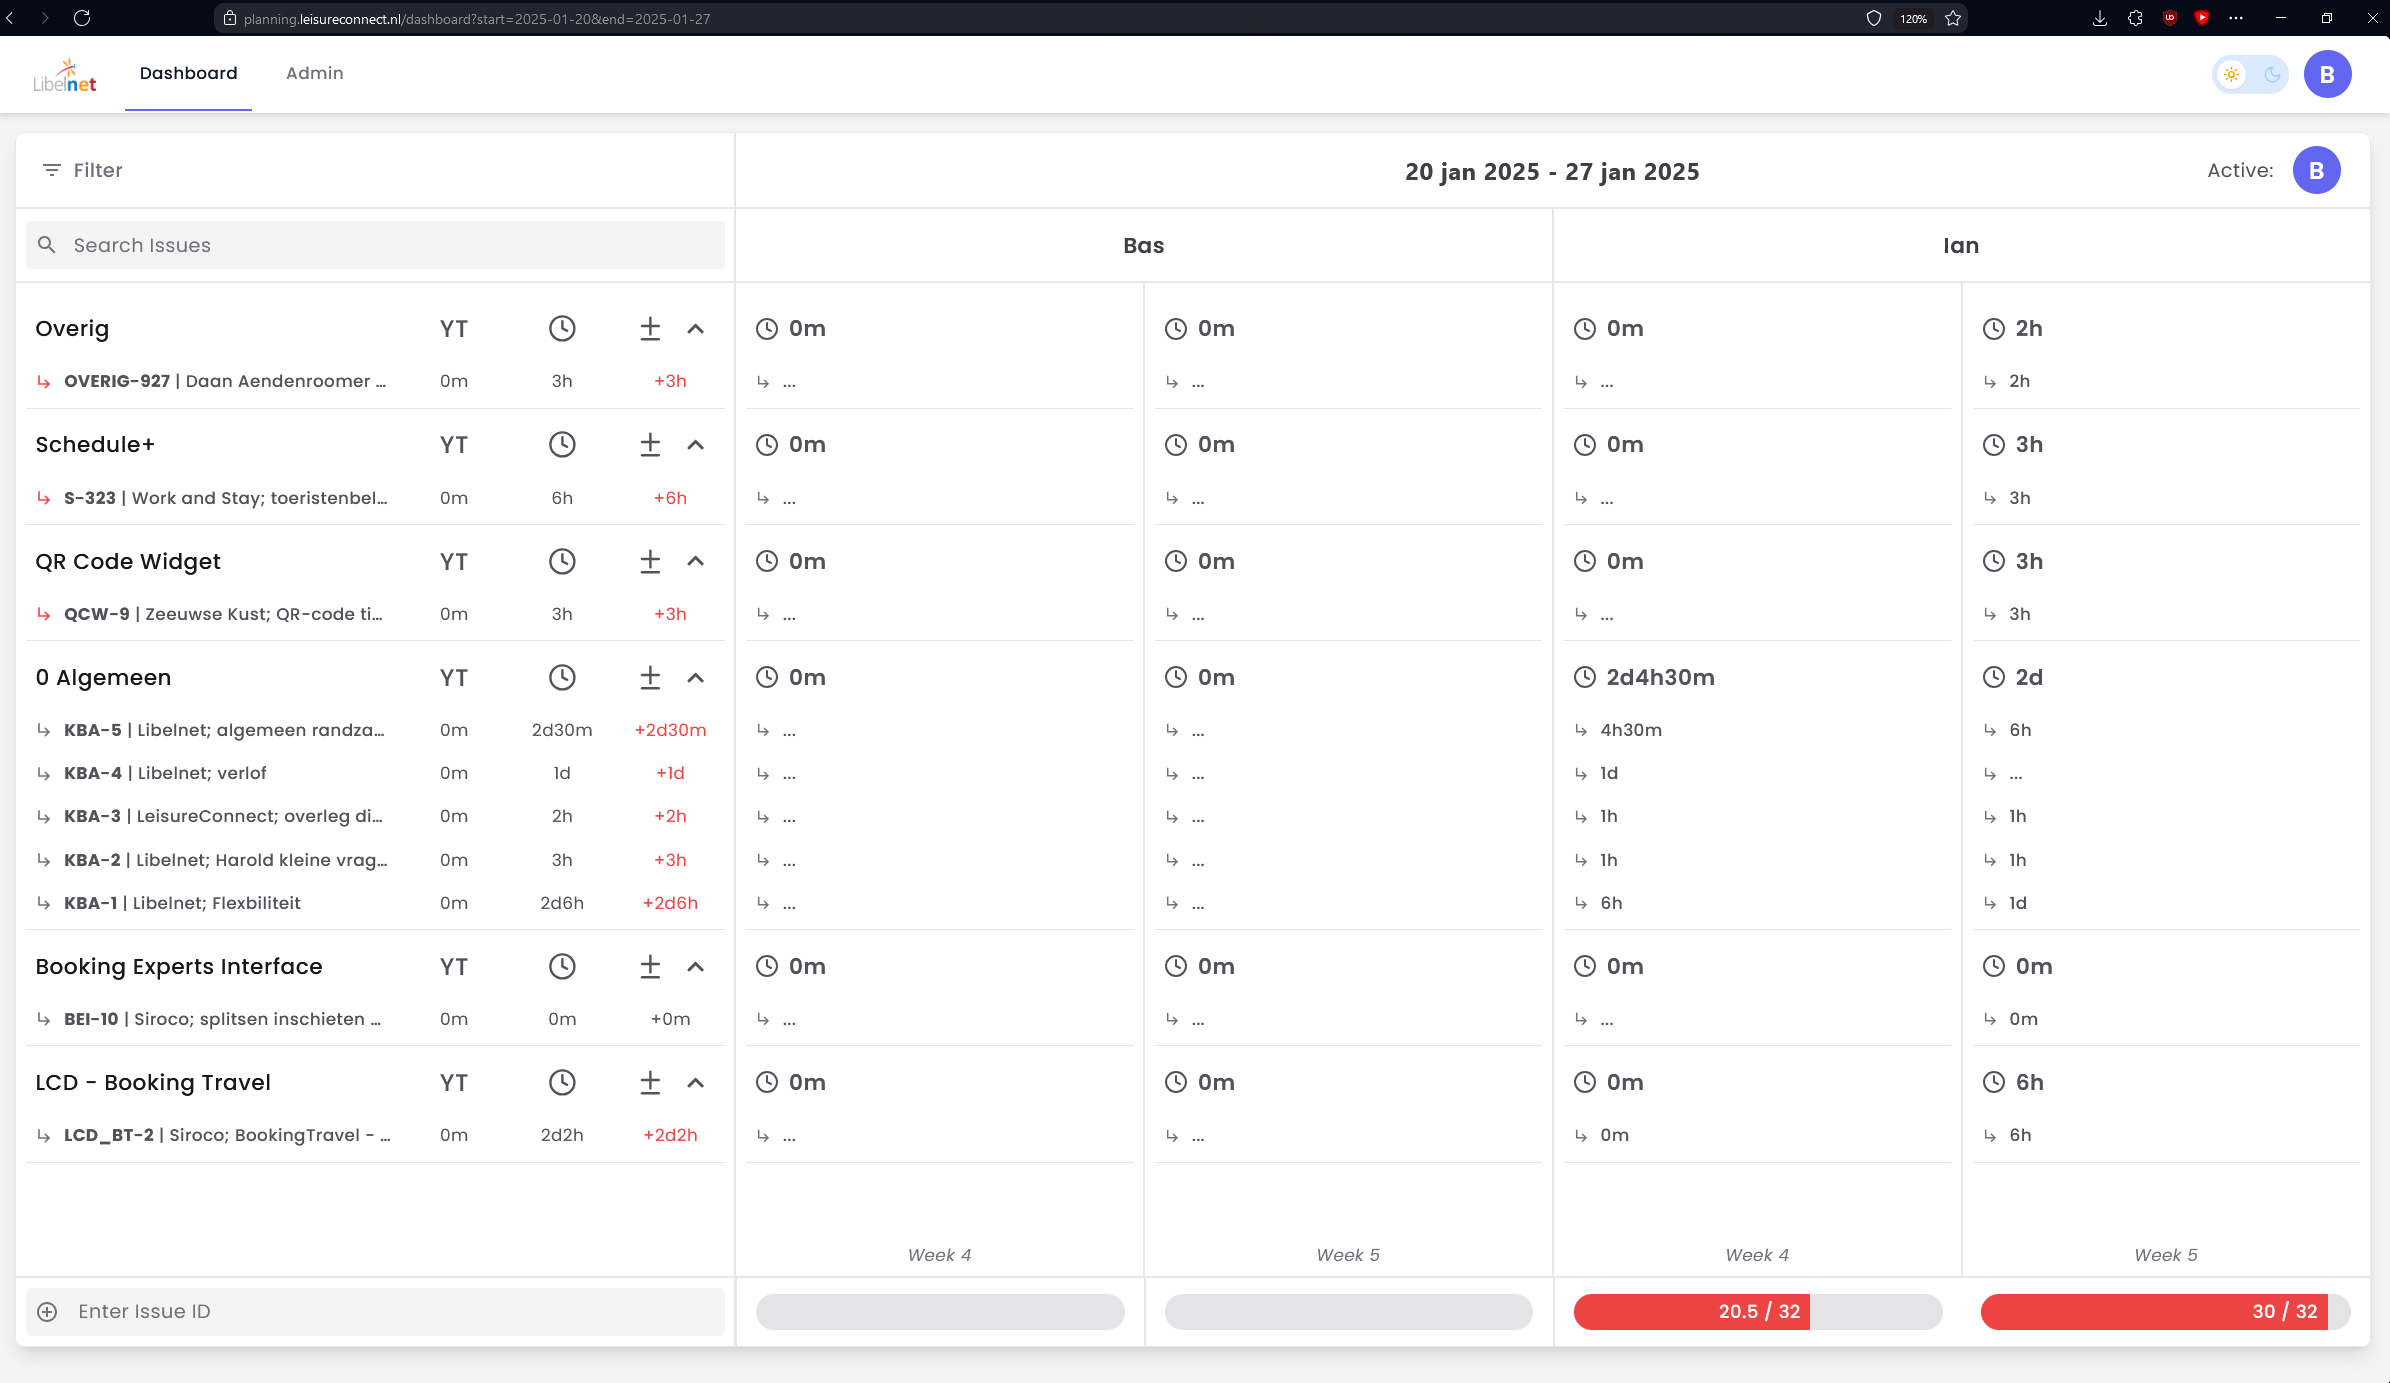 planning.leisureconnect.nl/dashboard?start=2025-01-20&end=2025-01-27
120%
Libelnet
Dashboard
Admin
B
Filter
20 jan 2025 - 27 jan 2025
Active:
B
Search Issues
Bas
Ian
Overig YT ± 0m 0m 0m 2h
OVERIG-927 | Daan Aendenroomer ... 0m 3h +3h ... ... ... 2h
Schedule+ YT ± 0m 0m 0m 3h
S-323 | Work and Stay; toeristenbel... 0m 6h +6h ... ... ... 3h
QR Code Widget YT ± 0m 0m 0m 3h
QCW-9 | Zeeuwse Kust; QR-code ti... 0m 3h +3h ... ... ... 3h
0 Algemeen YT ± 0m 0m 2d4h30m 2d
KBA-5 | Libelnet; algemeen randza... 0m 2d30m +2d30m ... ... 4h30m 6h
KBA-4 | Libelnet; verlof 0m 1d +1d ... ... 1d ...
KBA-3 | LeisureConnect; overleg di... 0m 2h +2h ... ... 1h 1h
KBA-2 | Libelnet; Harold kleine vrag... 0m 3h +3h ... ... 1h 1h
KBA-1 | Libelnet; Flexbiliteit 0m 2d6h +2d6h ... ... 6h 1d
Booking Experts Interface YT ± 0m 0m 0m 0m
BEI-10 | Siroco; splitsen inschieten ... 0m 0m +0m ... ... ... 0m
LCD - Booking Travel YT ± 0m 0m 0m 6h
LCD_BT-2 | Siroco; BookingTravel - ... 0m 2d2h +2d2h ... ... 0m 6h
Week 4 Week 5 Week 4 Week 5
Enter Issue ID
20.5 / 32
30 / 32